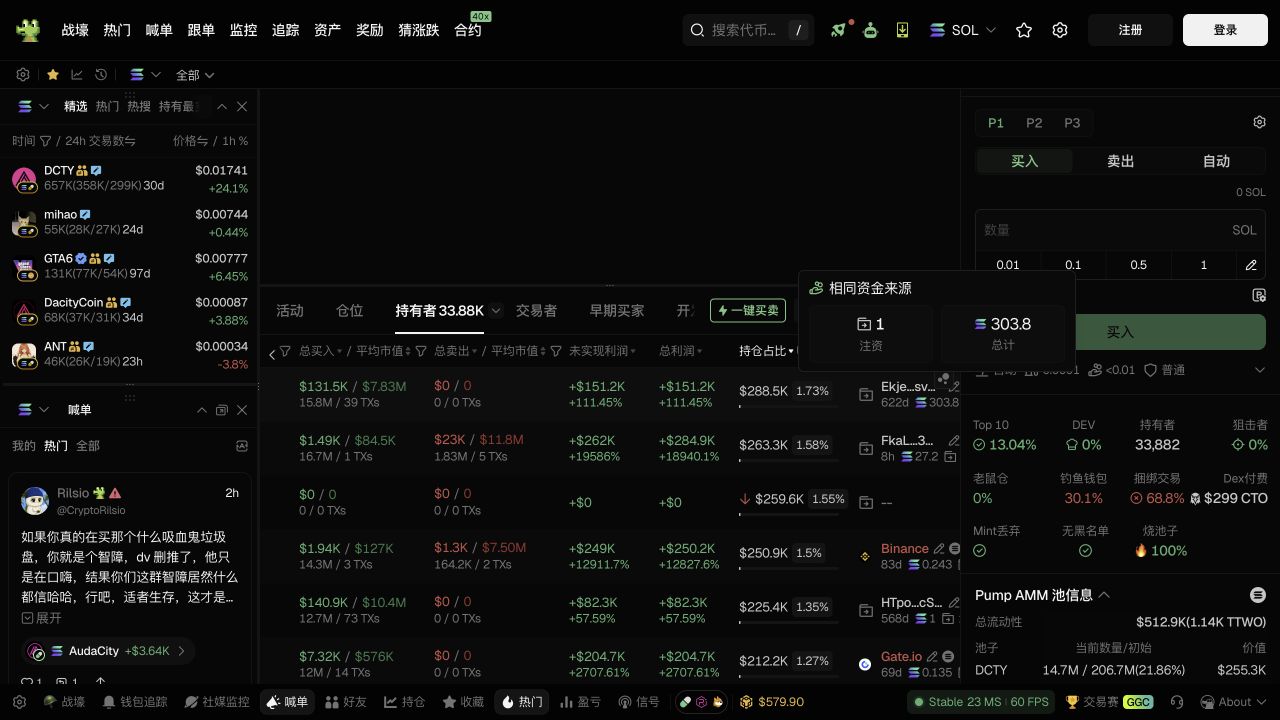 战壕 热门 喊单 跟单 监控 追踪 资产 奖励 猜涨跌 合约 40x
搜索代币... / SOL 注册 登录
全部
精选 热门 热搜 持有最
时间 / 24h 交易数 价格 / 1h %
DCTY $0.01741
657K(358K/299K) 30d +24.1%
mihao $0.00744
55K(28K/27K) 24d +0.44%
GTA6 $0.00777
131K(77K/54K) 97d +6.45%
DacityCoin $0.00087
68K(37K/31K) 34d +3.88%
ANT $0.00034
46K(26K/19K) 23h -3.8%
喊单
我的 热门 全部
Rilsio 2h
@CryptoRilsio
如果你真的在买那个什么吸血鬼垃圾
盘，你就是个智障，dv 删推了，他只
是在口嗨，结果你们这群智障居然什么
都信哈哈，行吧，适者生存，这才是...
展开
AudaCity +$3.64K
1 1
活动 仓位 持有者 33.88K 交易者 早期买家 一键买卖
总买入 / 平均市值 总卖出 / 平均市值 未实现利润 总利润 持仓占比
$131.5K / $7.83M $0 / 0 +$151.2K +$151.2K $288.5K 1.73% Ekje...sv...
15.8M / 39 TXs 0 / 0 TXs +111.45% +111.45% 622d 303.8
$1.49K / $84.5K $23K / $11.8M +$262K +$284.9K $263.3K 1.58% FkaL...3...
16.7M / 1 TXs 1.83M / 5 TXs +19586% +18940.1% 8h 27.2
$0 / 0 $0 / 0 +$0 +$0 $259.6K 1.55% --
0 / 0 TXs 0 / 0 TXs
$1.94K / $127K $1.3K / $7.50M +$249K +$250.2K $250.9K 1.5% Binance
14.3M / 3 TXs 164.2K / 2 TXs +12911.7% +12827.6% 83d 0.243
$140.9K / $10.4M $0 / 0 +$82.3K +$82.3K $225.4K 1.35% HTpo...cS...
12.7M / 73 TXs 0 / 0 TXs +57.59% +57.59% 568d 1
$7.32K / $576K $0 / 0 +$204.7K +$204.7K $212.2K 1.27% Gate.io
12M / 14 TXs 0 / 0 TXs +2707.61% +2707.61% 69d 0.135
相同资金来源
1 303.8
注资 总计
P1 P2 P3
买入 卖出 自动
0 SOL
数量 SOL
0.01 0.1 0.5 1
买入
自动 0.0001 <0.01 普通
Top 10 DEV 持有者 狙击者
13.04% 0% 33,882 0%
老鼠仓 钓鱼钱包 捆绑交易 Dex付费
0% 30.1% 68.8% $299 CTO
Mint丢弃 无黑名单 烧池子
100%
Pump AMM 池信息
总流动性 $512.9K(1.14K TTWO)
池子 当前数量/初始 价值
DCTY 14.7M / 206.7M(21.86%) $255.3K
战壕 钱包追踪 社媒监控 喊单 好友 持仓 收藏 热门 盈亏 信号 $579.90 Stable 23 MS 60 FPS 交易赛 GGC About